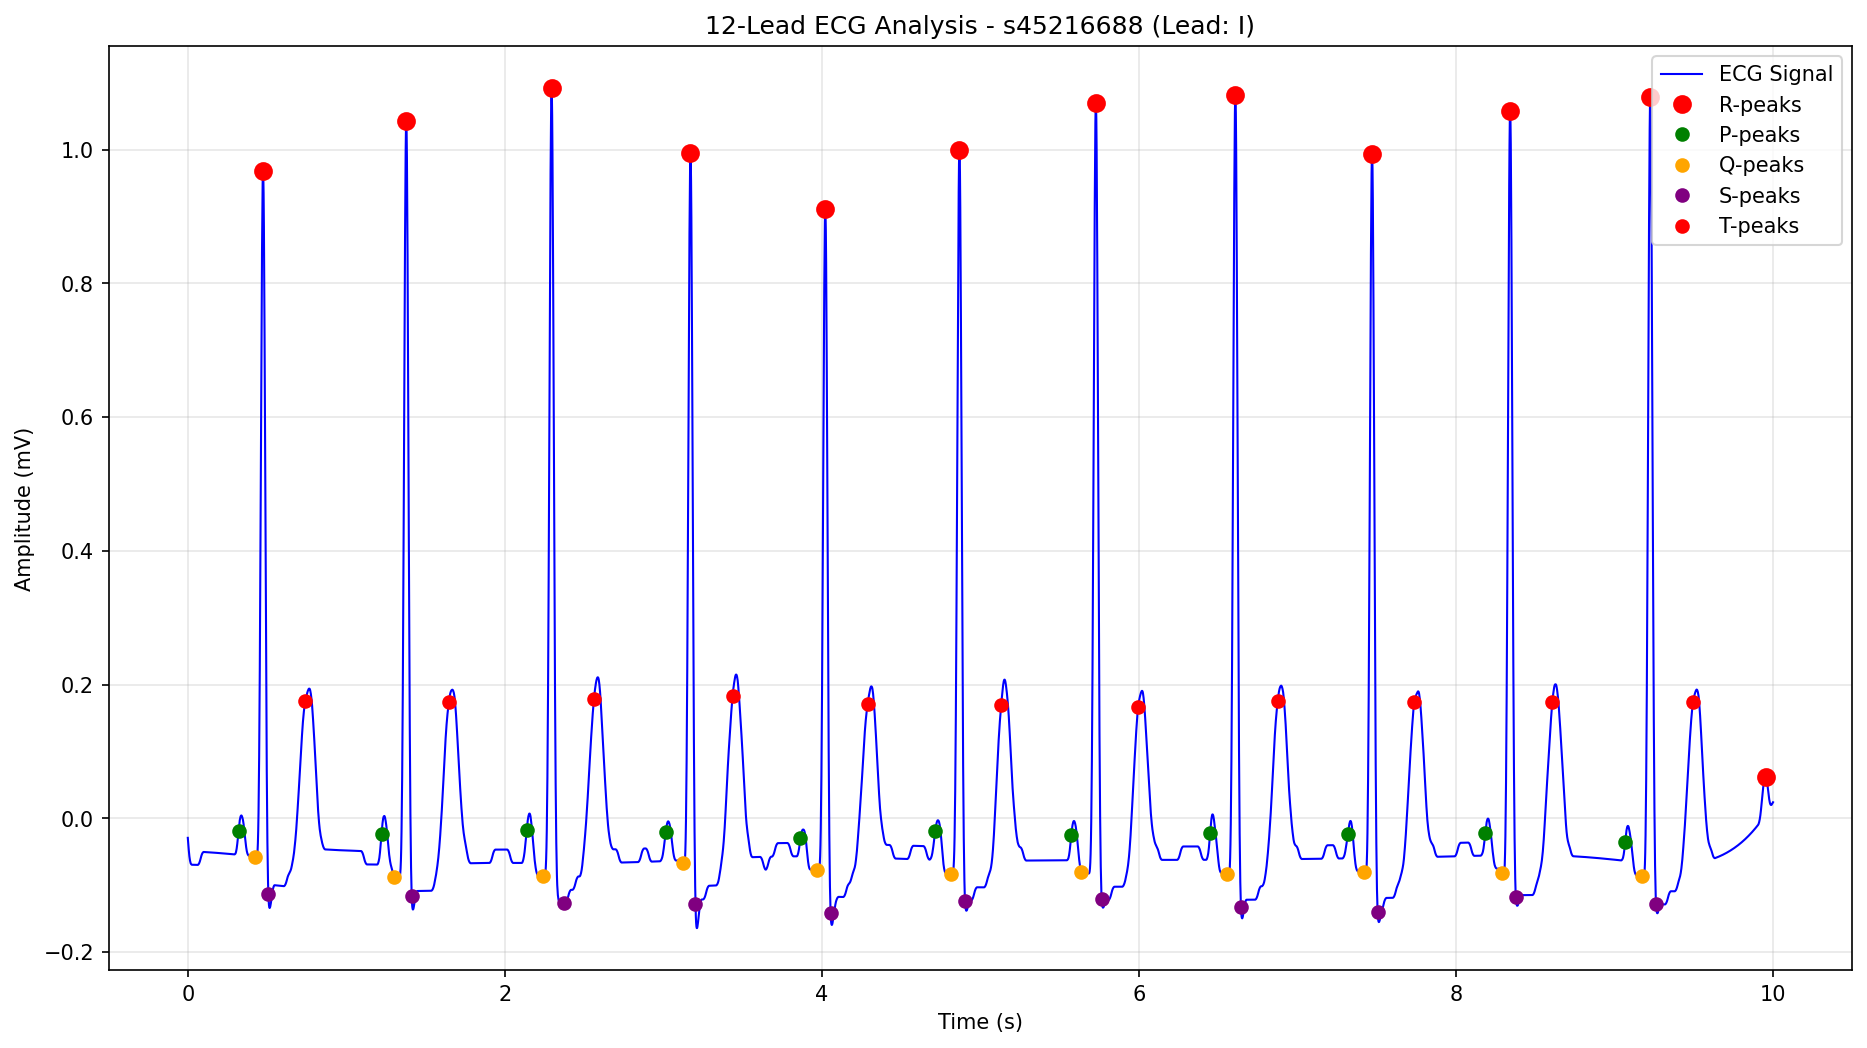 12-Lead ECG Analysis - s45216688 (Lead: I)
ECG Signal
R-peaks
P-peaks
Q-peaks
S-peaks
T-peaks
Amplitude (mV)
1.0
0.8
0.6
0.4
0.2
0.0
−0.2
0 2 4 6 8 10
Time (s)